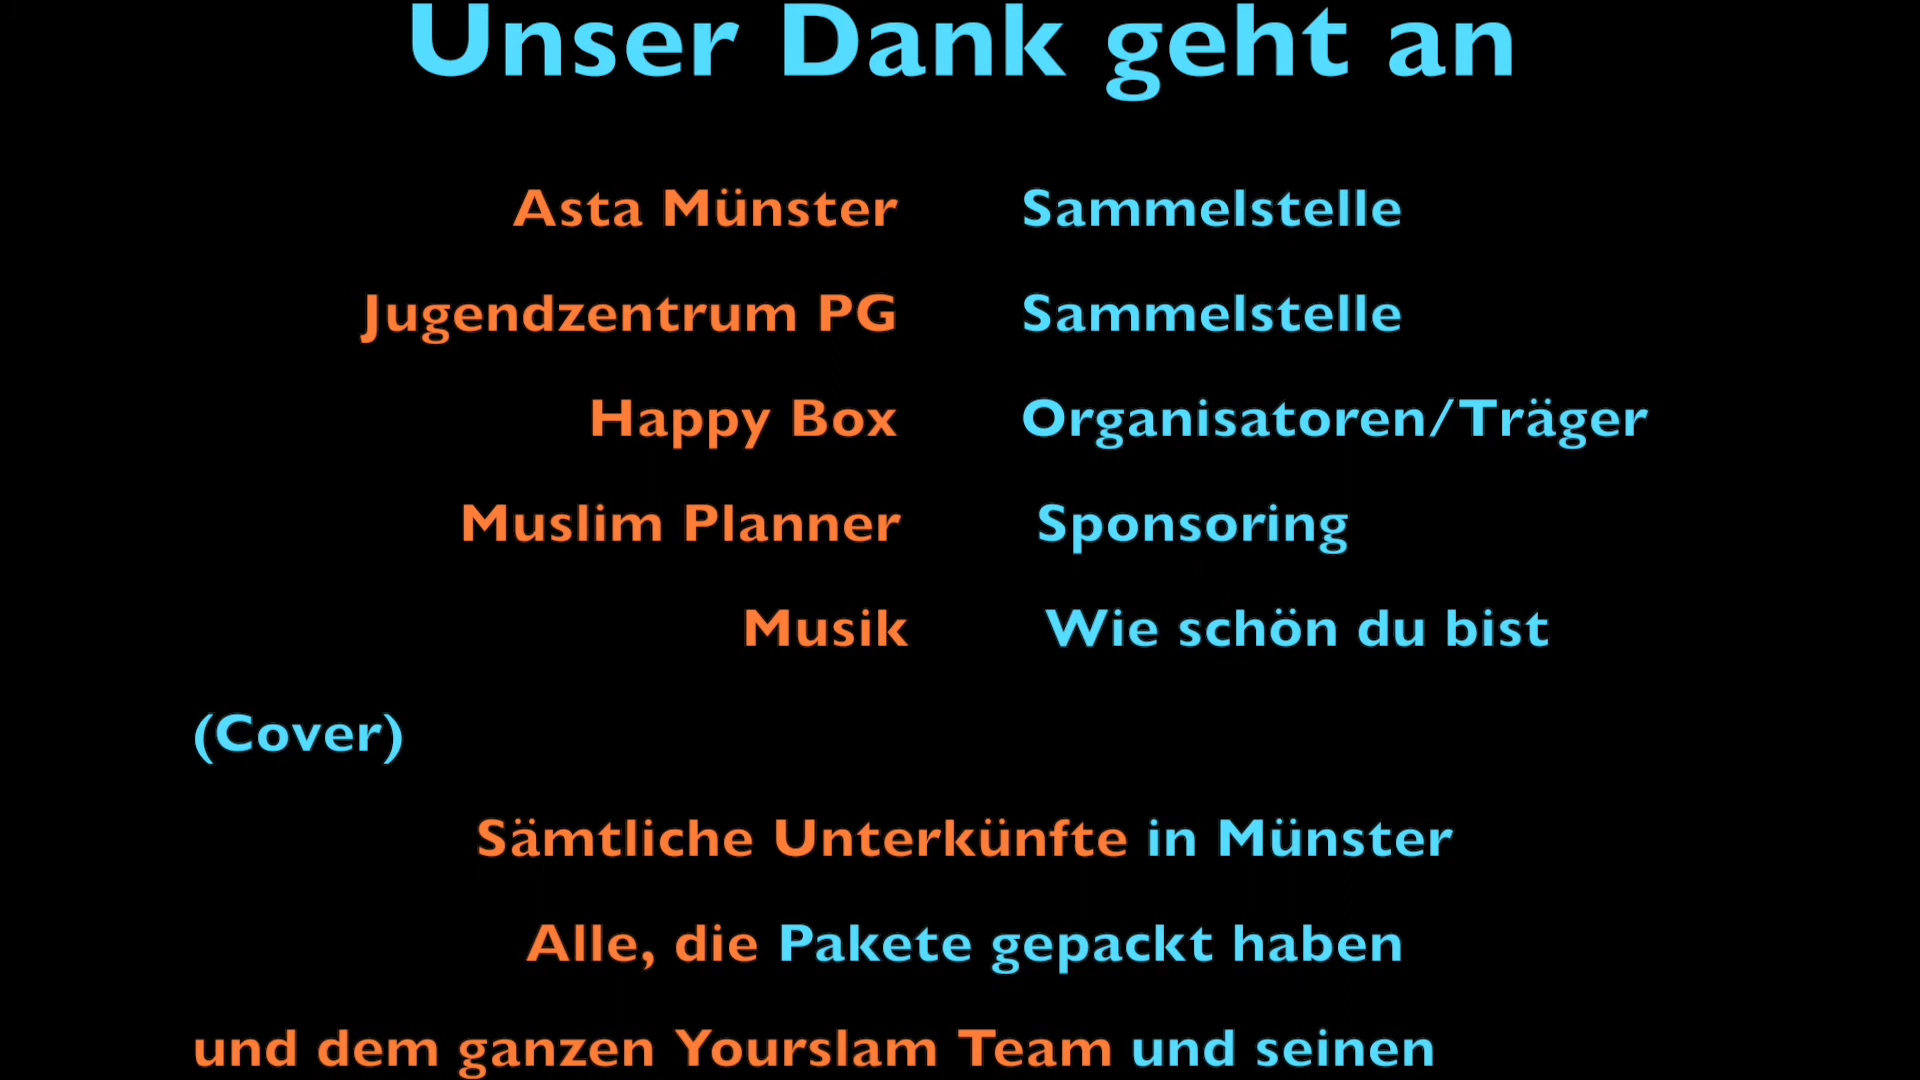 Unser Dank geht an
Asta Münster Sammelstelle
Jugendzentrum PG Sammelstelle
Happy Box Organisatoren/Träger
Muslim Planner Sponsoring
Musik Wie schön du bist
(Cover)
Sämtliche Unterkünfte in Münster
Alle, die Pakete gepackt haben
und dem ganzen Yourslam Team und seinen